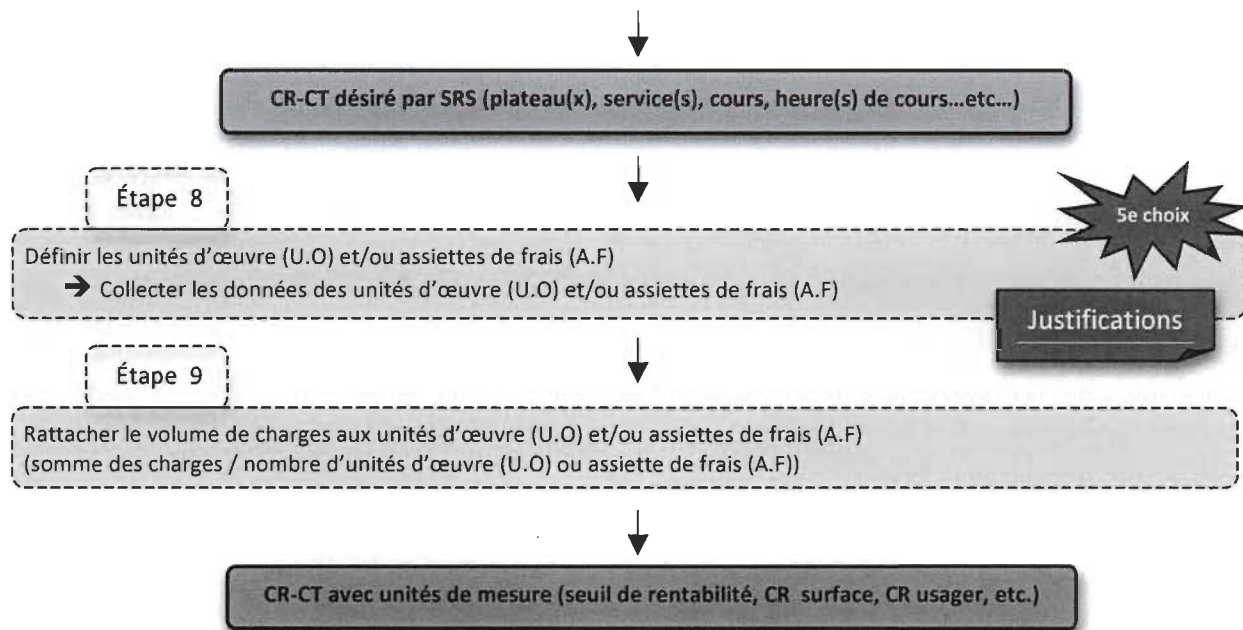 CR-CT désiré par SRS (plateau(x), service(s), cours, heure(s) de cours...etc...)
Étape 8
5e choix
Définir les unités d'œuvre (U.O) et/ou assiettes de frais (A.F)
➔ Collecter les données des unités d'œuvre (U.O) et/ou assiettes de frais (A.F)
Justifications
Étape 9
Rattacher le volume de charges aux unités d'œuvre (U.O) et/ou assiettes de frais (A.F)
(somme des charges / nombre d'unités d'œuvre (U.O) ou assiette de frais (A.F))
CR-CT avec unités de mesure (seuil de rentabilité, CR surface, CR usager, etc.)